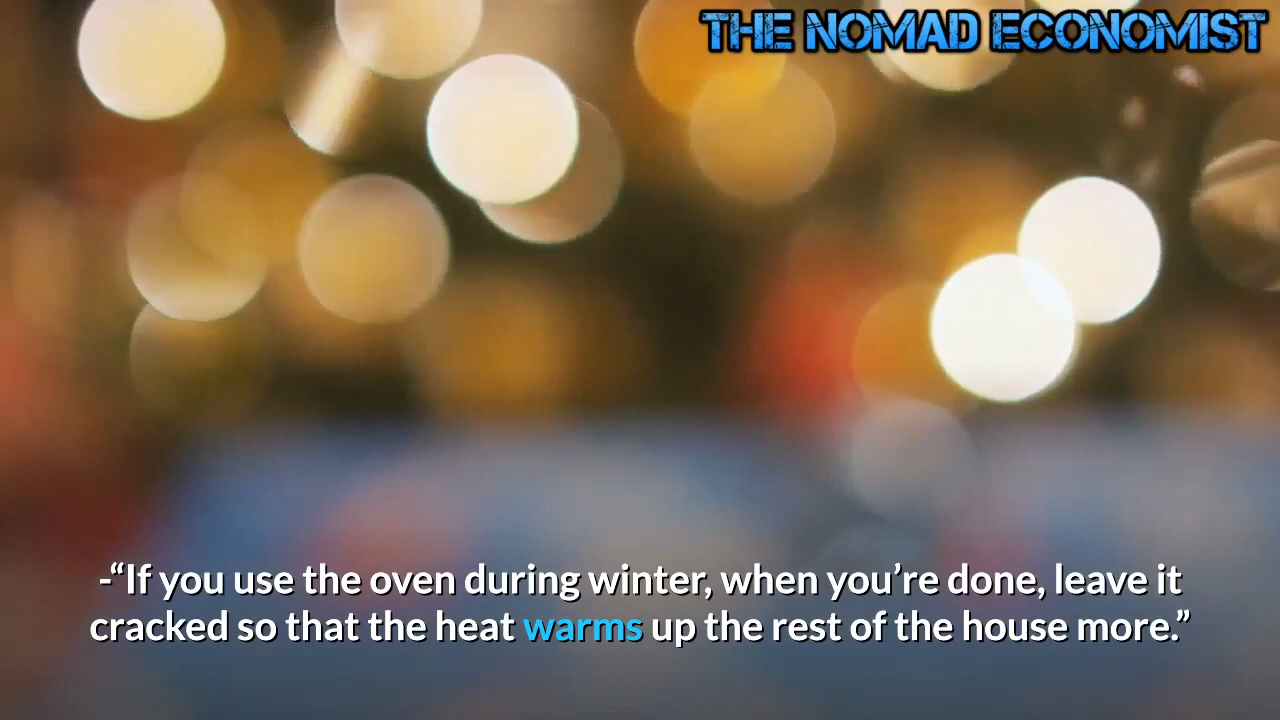 THE NOMAD ECONOMIST
-“If you use the oven during winter, when you’re done, leave it
cracked so that the heat warms up the rest of the house more.”